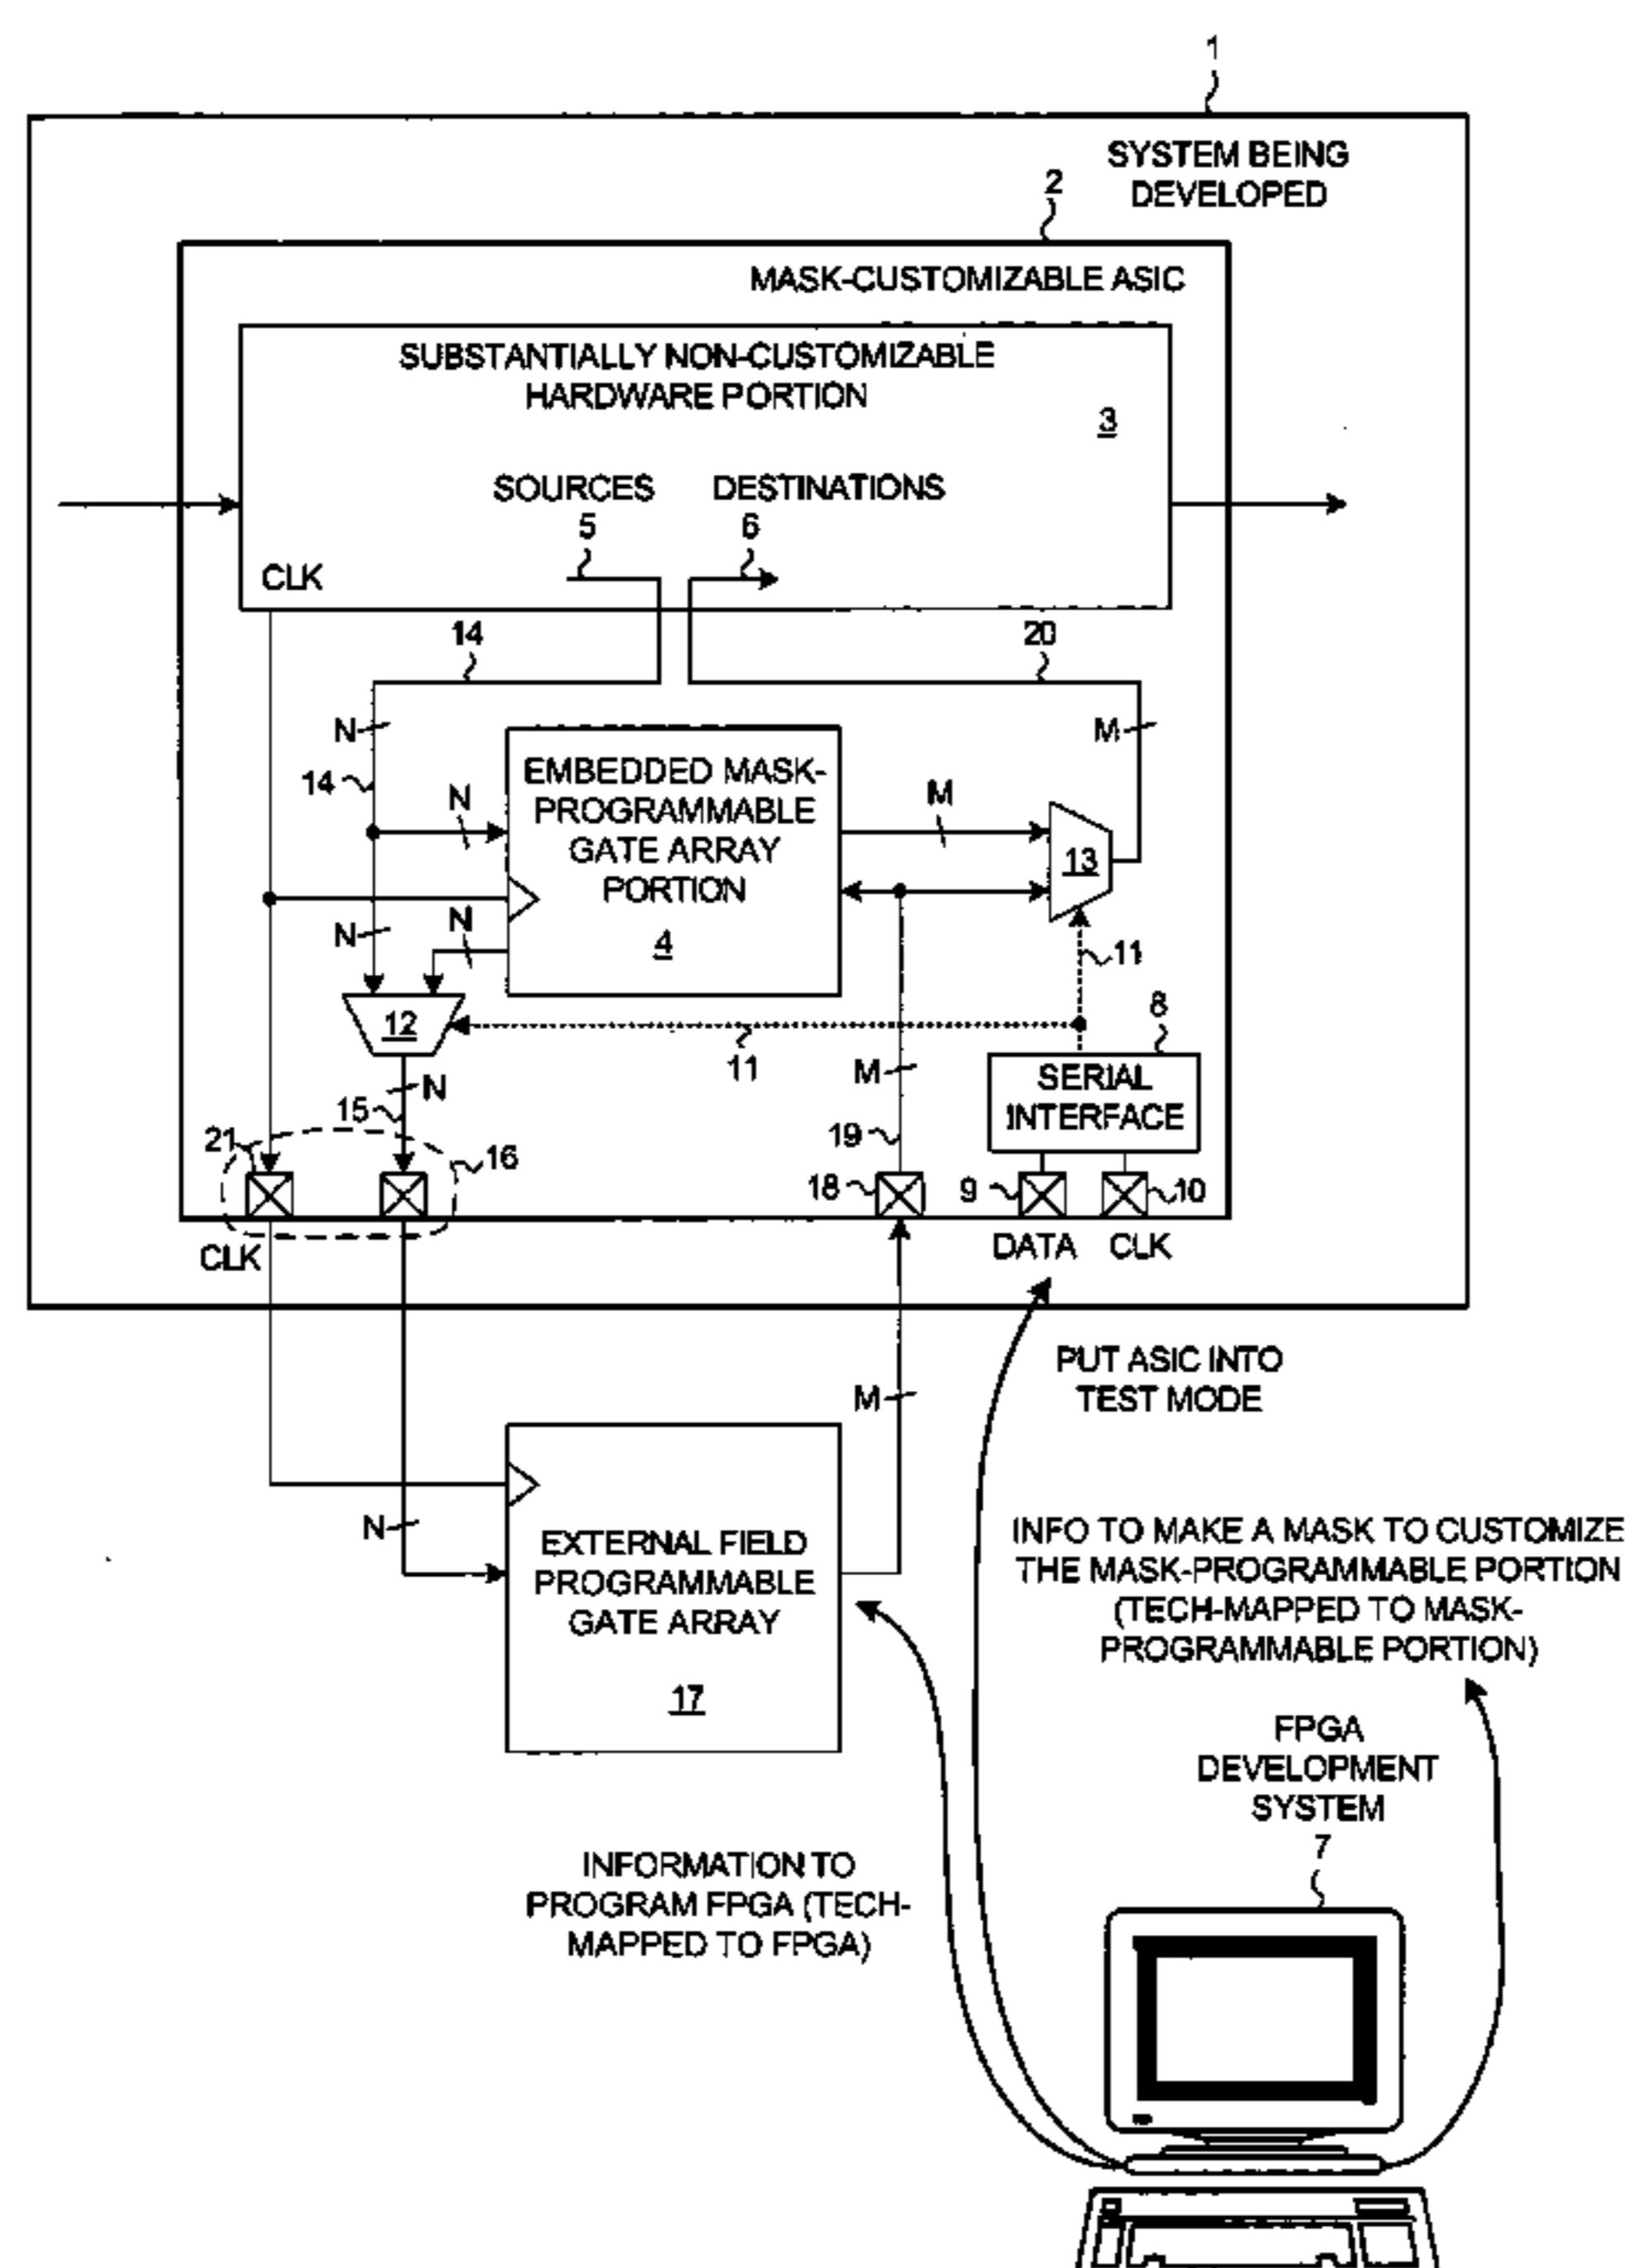 1
SYSTEM BEING
DEVELOPED
2
MASK-CUSTOMIZABLE ASIC
SUBSTANTIALLY NON-CUSTOMIZABLE
HARDWARE PORTION
3
SOURCES
DESTINATIONS
5
6
CLK
14
20
N
M
14
N
M
EMBEDDED MASK-
PROGRAMMABLE
GATE ARRAY
PORTION
4
13
N
N
11
12
11
8
SERIAL
INTERFACE
M
N
15
19
21
16
18
9
10
CLK
DATA
CLK
PUT ASIC INTO
TEST MODE
M
N
EXTERNAL FIELD
PROGRAMMABLE
GATE ARRAY
17
INFO TO MAKE A MASK TO CUSTOMIZE
THE MASK-PROGRAMMABLE PORTION
(TECH-MAPPED TO MASK-
PROGRAMMABLE PORTION)
FPGA
DEVELOPMENT
SYSTEM
7
INFORMATION TO
PROGRAM FPGA (TECH-
MAPPED TO FPGA)